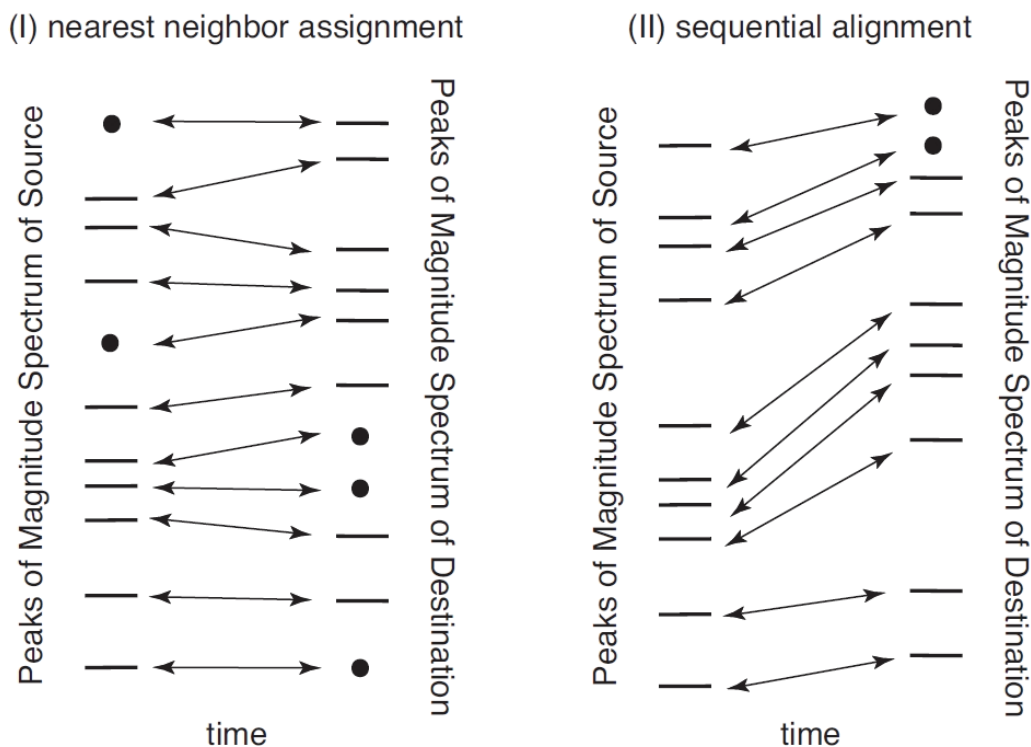 (I) nearest neighbor assignment
Peaks of Magnitude Spectrum of Source
Peaks of Magnitude Spectrum of Destination
time
(II) sequential alignment
Peaks of Magnitude Spectrum of Source
Peaks of Magnitude Spectrum of Destination
time